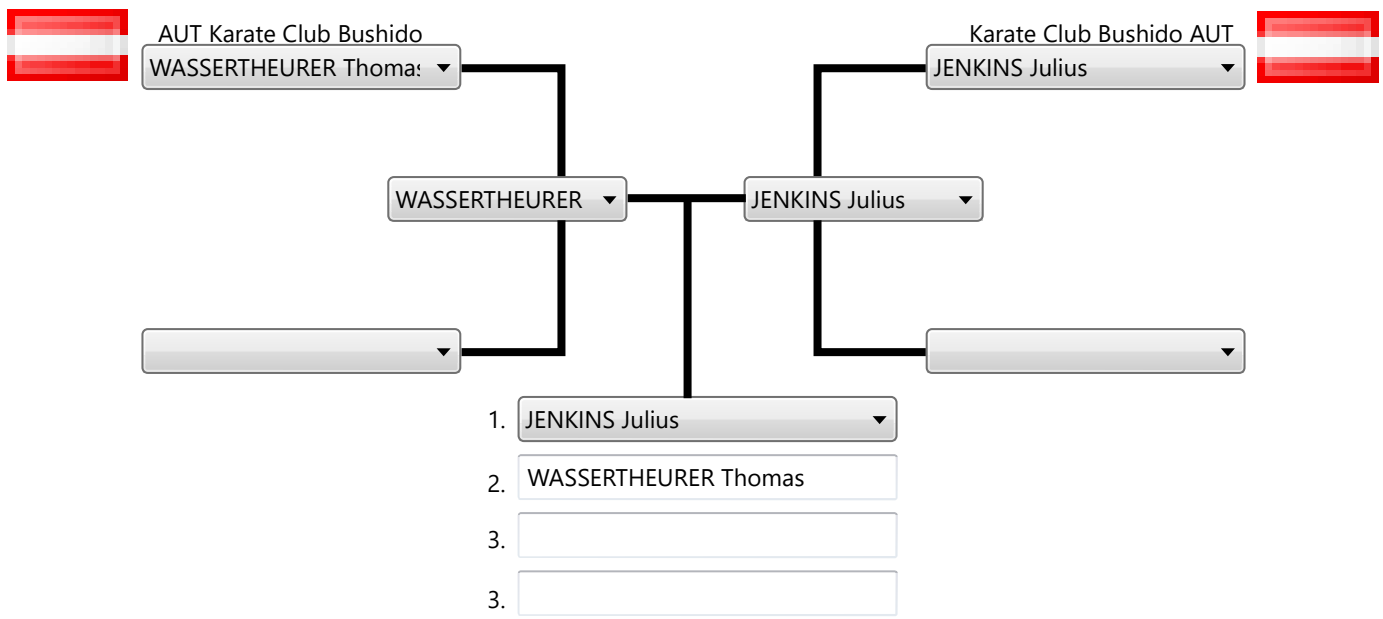 AUT Karate Club Bushido
Karate Club Bushido AUT
WASSERTHEURER Thomas
JENKINS Julius
WASSERTHEURER
JENKINS Julius
1. JENKINS Julius
2. WASSERTHEURER Thomas
3.
3.